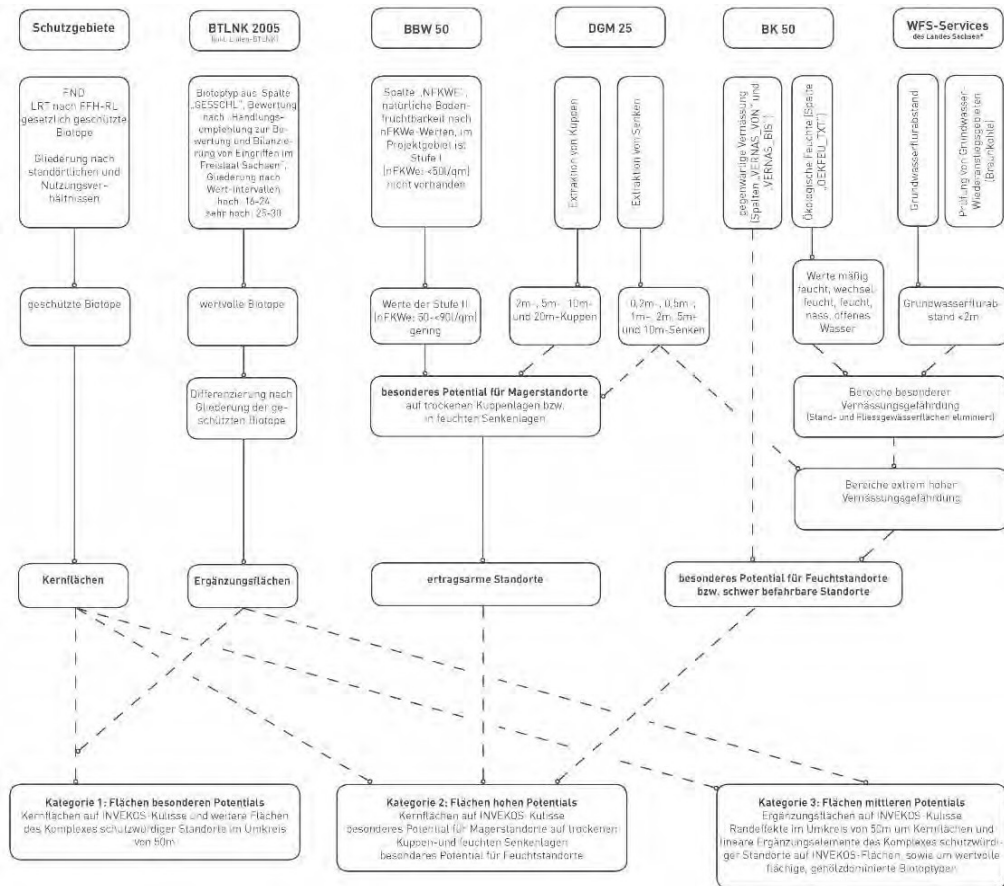 Schutzgebiete
BTLNK 2005
(inkl. Linien-BTLNK)
BBW 50
DGM 25
BK 50
WFS-Services
des Landes Sachsen*
FND
LRT nach FFH-RL
gesetzlich geschützte
Biotope
Gliederung nach
standörtlichen und
Nutzungsver-
hältnissen
Biotoptyp aus Spalte
„GESSCHL", Bewertung
nach „Handlungs-
empfehlung zur Be-
wertung und Bilanzie-
rung von Eingriffen im
Freistaat Sachsen",
Gliederung nach
Wert-Intervallen
hoch: 16-24
sehr hoch: 25-30
Spalte „NFKWE",
natürliche Boden-
fruchtbarkeit nach
nFKWe-Werten, im
Projektgebiet ist
Stufe I
(nFKWe: <50l/qm)
nicht vorhanden
Extraktion von Kuppen
Extraktion von Senken
gegenwärtige Vernässung
(Spalten „VERNAS_VON" und
„VERNAS_BIS")
Ökologische Feuchte (Spalte
„OEKFEU_TXT")
Grundwasserflurabstand
Prüfung von Grundwasser-
Wiederanstiegsgebieten
(Braunkohle)
geschützte Biotope
wertvolle Biotope
Werte der Stufe II
(nFKWe: 50-<90l/qm)
gering
2m-, 5m-, 10m-
und 20m-Kuppen
0,2m-, 0,5m-,
1m-, 2m, 5m-
und 10m-Senken
Werte mäßig
feucht, wechsel-
feucht, feucht,
nass, offenes
Wasser
Grundwasserflurab-
stand <2m
Differenzierung nach
Gliederung der ge-
schützten Biotope
besonderes Potential für Magerstandorte
auf trockenen Kuppenlagen bzw.
in feuchten Senkenlagen
Bereiche besonderer
Vernässungsgefährdung
(Stand- und Fliessgewässerflächen eliminiert)
Bereiche extrem hoher
Vernässungsgefährdung
Kernflächen
Ergänzungsflächen
ertragsarme Standorte
besonderes Potential für Feuchtstandorte
bzw. schwer befahrbare Standorte
Kategorie 1: Flächen besonderen Potentials
Kernflächen auf INVEKOS-Kulisse und weitere Flächen
des Komplexes schutzwürdiger Standorte im Umkreis
von 50m
Kategorie 2: Flächen hohen Potentials
Kernflächen auf INVEKOS-Kulisse
besonderes Potential für Magerstandorte auf trockenen
Kuppen-und feuchten Senkenlagen
besonderes Potential für Feuchtstandorte
Kategorie 3: Flächen mittleren Potentials
Ergänzungsflächen auf INVEKOS-Kulisse
Randeffekte im Umkreis von 50m um Kernflächen und
lineare Ergänzungselemente des Komplexes schutzwürdi-
ger Standorte auf INVEKOS-Flächen, sowie um wertvolle
flächige, gehölzdominierte Biotoptypen